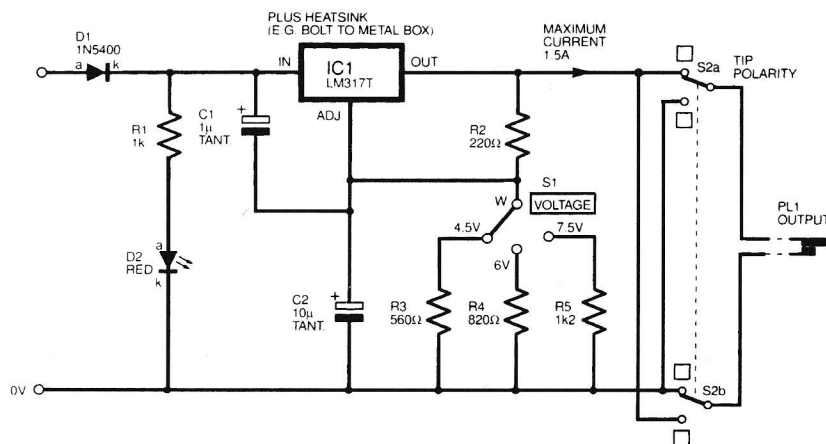 PLUS HEATSINK
(E.G. BOLT TO METAL BOX)
MAXIMUM
CURRENT
1.5A
D1
1N5400
a
k
IN
IC1
LM317T
OUT
ADJ
S2a
TIP
POLARITY
R1
1k
C1
1µ
TANT.
+
R2
220Ω
S1
VOLTAGE
W
4.5V
7.5V
6V
PL1
OUTPUT
D2
RED
a
k
C2
10µ
TANT.
+
R3
560Ω
R4
820Ω
R5
1k2
0V
S2b